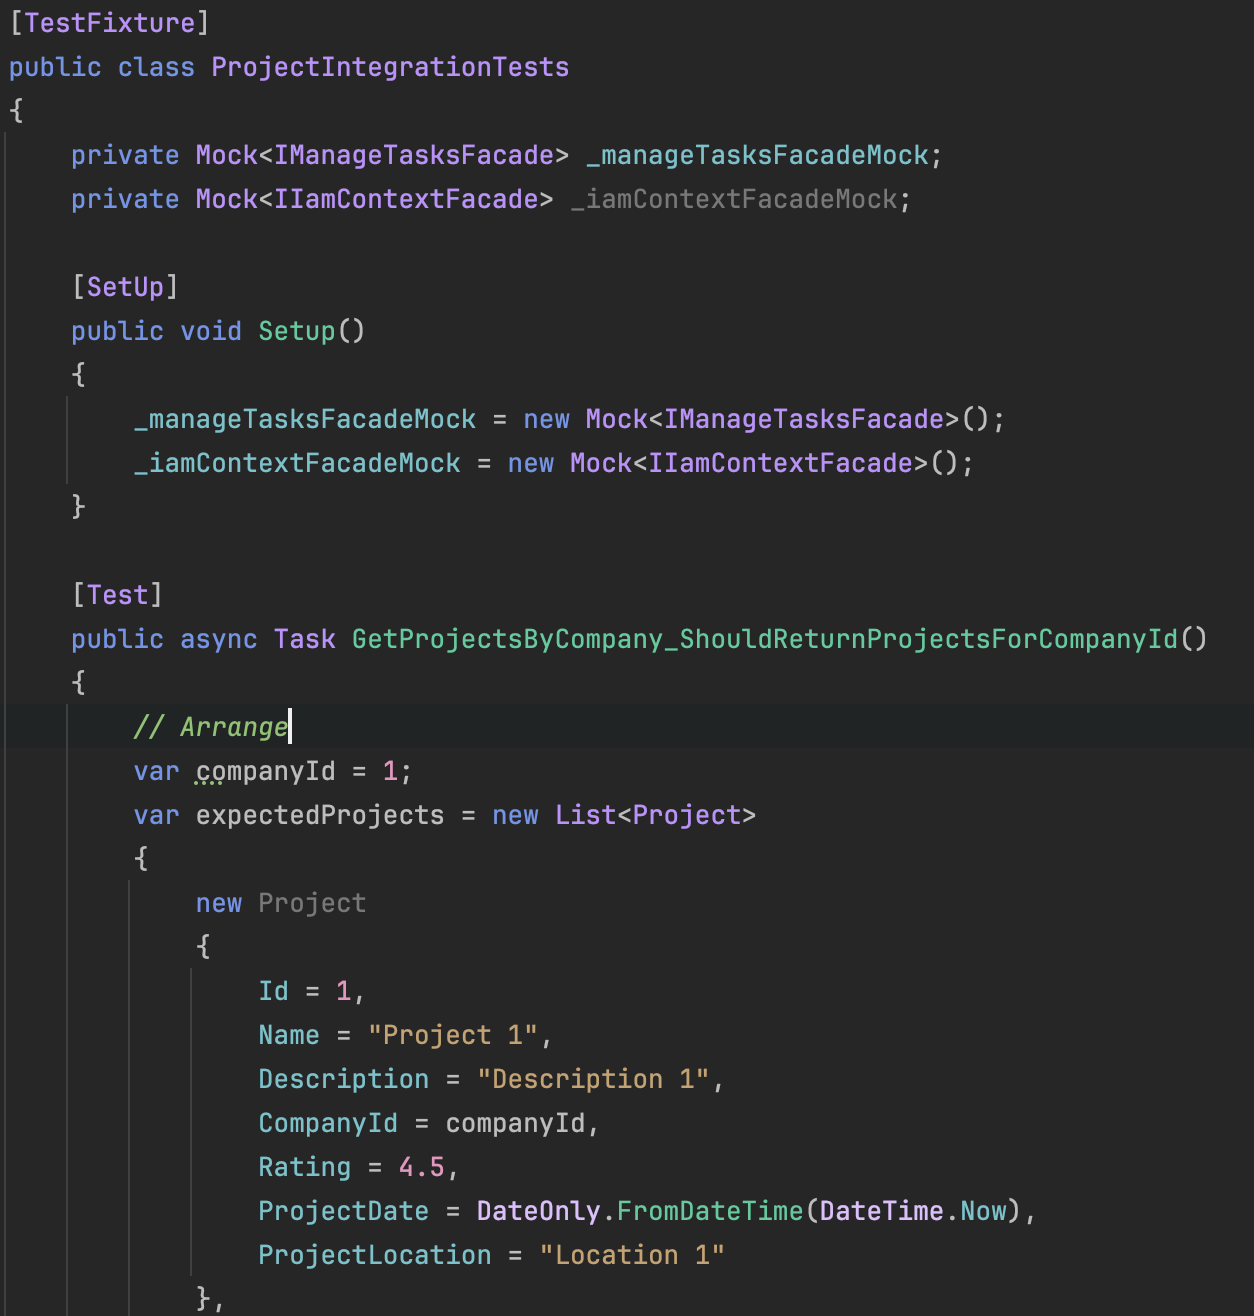 [TestFixture]
public class ProjectIntegrationTests
{
    private Mock<IManageTasksFacade> _manageTasksFacadeMock;
    private Mock<IIamContextFacade> _iamContextFacadeMock;

    [SetUp]
    public void Setup()
    {
        _manageTasksFacadeMock = new Mock<IManageTasksFacade>();
        _iamContextFacadeMock = new Mock<IIamContextFacade>();
    }

    [Test]
    public async Task GetProjectsByCompany_ShouldReturnProjectsForCompanyId()
    {
        // Arrange
        var companyId = 1;
        var expectedProjects = new List<Project>
        {
            new Project
            {
                Id = 1,
                Name = "Project 1",
                Description = "Description 1",
                CompanyId = companyId,
                Rating = 4.5,
                ProjectDate = DateOnly.FromDateTime(DateTime.Now),
                ProjectLocation = "Location 1"
            },